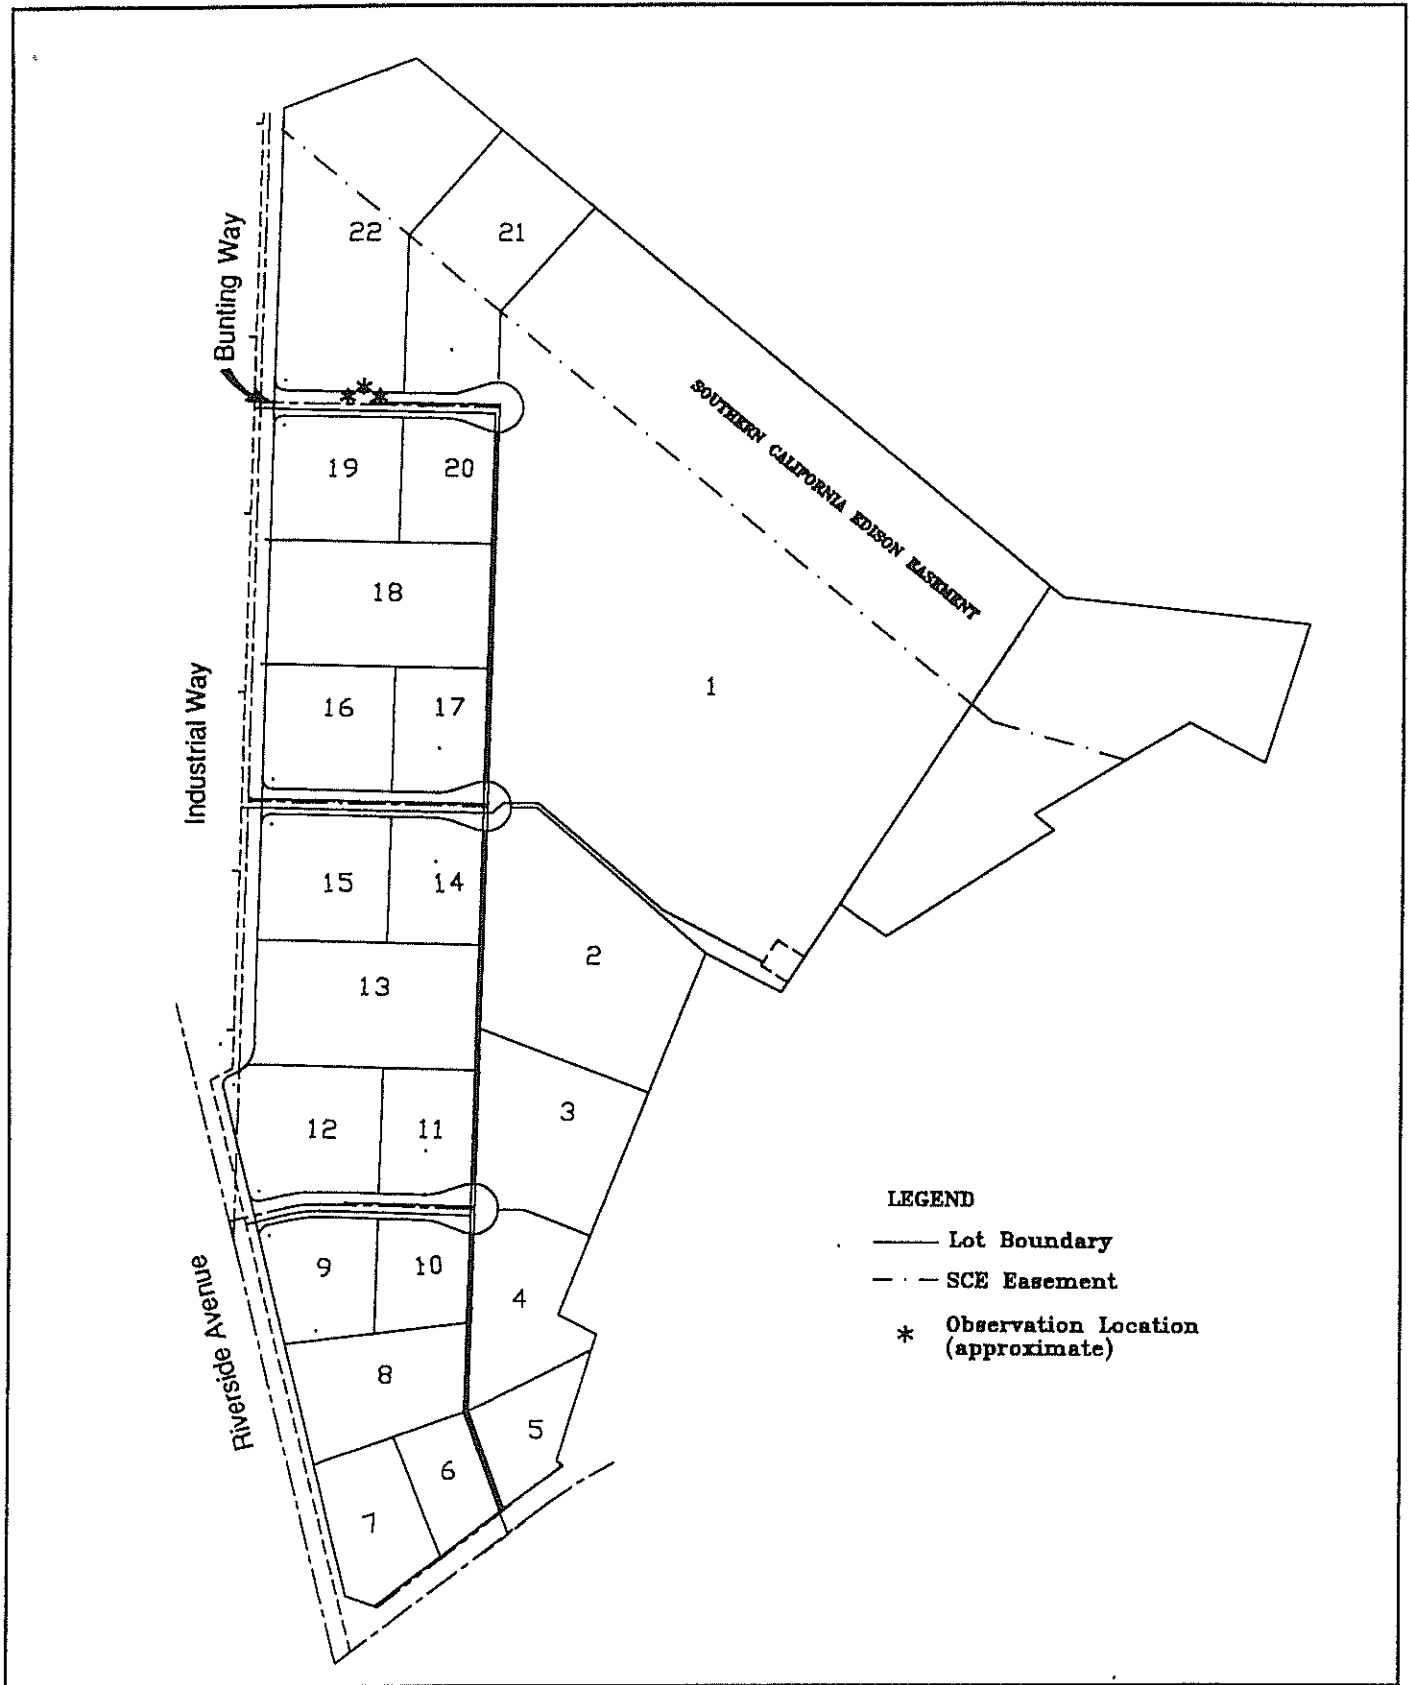 22
21
Bunting Way
SOUTHERN CALIFORNIA EDISON EASEMENT
19
20
18
1
16
17
Industrial Way
15
14
2
13
3
12
11
9
10
4
Riverside Avenue
8
5
6
7
LEGEND
Lot Boundary
SCE Easement
* Observation Location
(approximate)